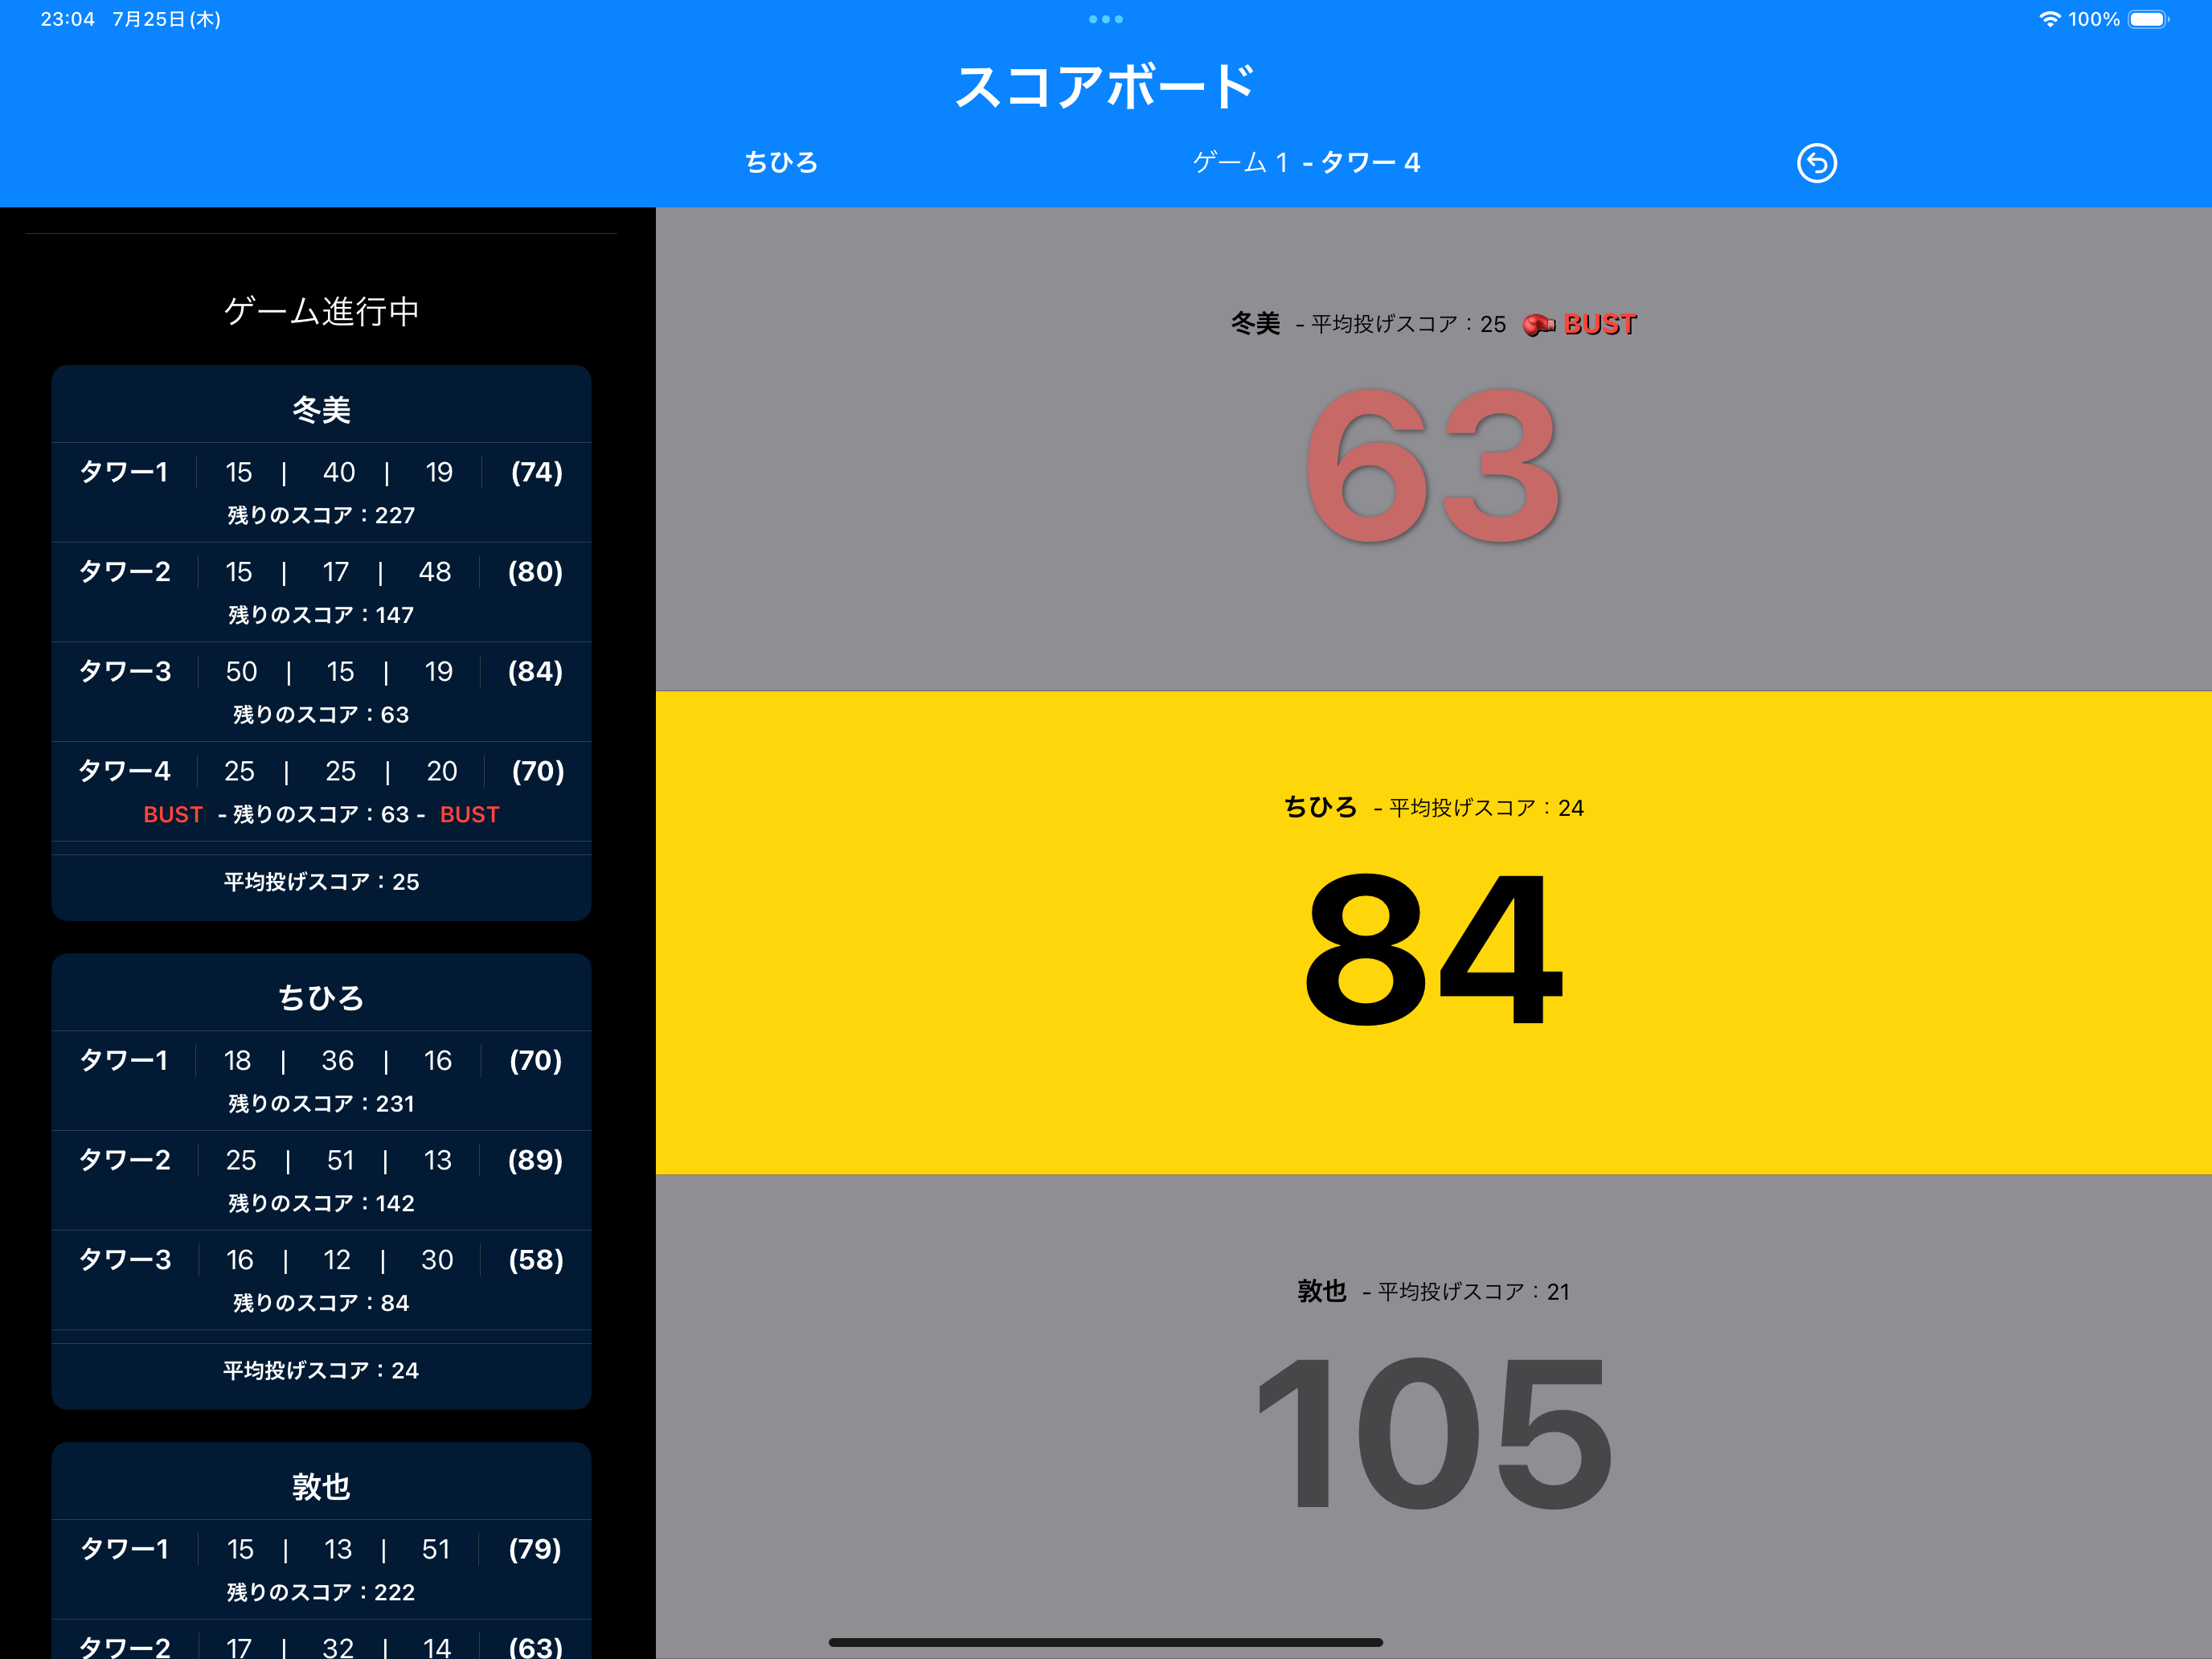 23:04 7月25日(木)
100%
スコアボード
ちひろ
ゲーム 1 - タワー 4
ゲーム進行中
冬美
タワー1 15 | 40 | 19 (74)
残りのスコア：227
タワー2 15 | 17 | 48 (80)
残りのスコア：147
タワー3 50 | 15 | 19 (84)
残りのスコア：63
タワー4 25 | 25 | 20 (70)
BUST - 残りのスコア：63 - BUST
平均投げスコア：25
ちひろ
タワー1 18 | 36 | 16 (70)
残りのスコア：231
タワー2 25 | 51 | 13 (89)
残りのスコア：142
タワー3 16 | 12 | 30 (58)
残りのスコア：84
平均投げスコア：24
敦也
タワー1 15 | 13 | 51 (79)
残りのスコア：222
タワー2 17 | 32 | 14 (63)
冬美 - 平均投げスコア：25 🥊 BUST
63
ちひろ - 平均投げスコア：24
84
敦也 - 平均投げスコア：21
105